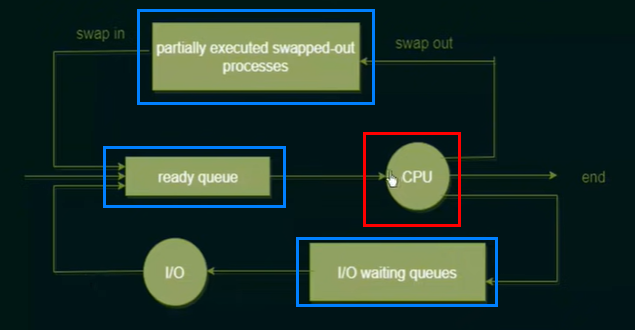 swap in
partially executed swapped-out
processes
swap out
ready queue
CPU
end
I/O
I/O waiting queues